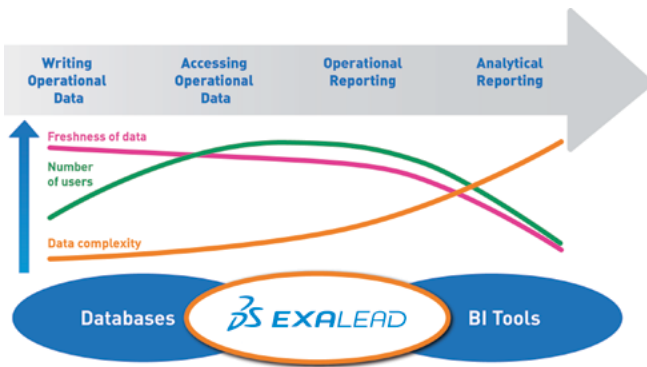 Writing
Operational
Data
Accessing
Operational
Data
Operational
Reporting
Analytical
Reporting
Freshness of data
Number
of users
Data complexity
Databases
3DS EXALEAD
BI Tools